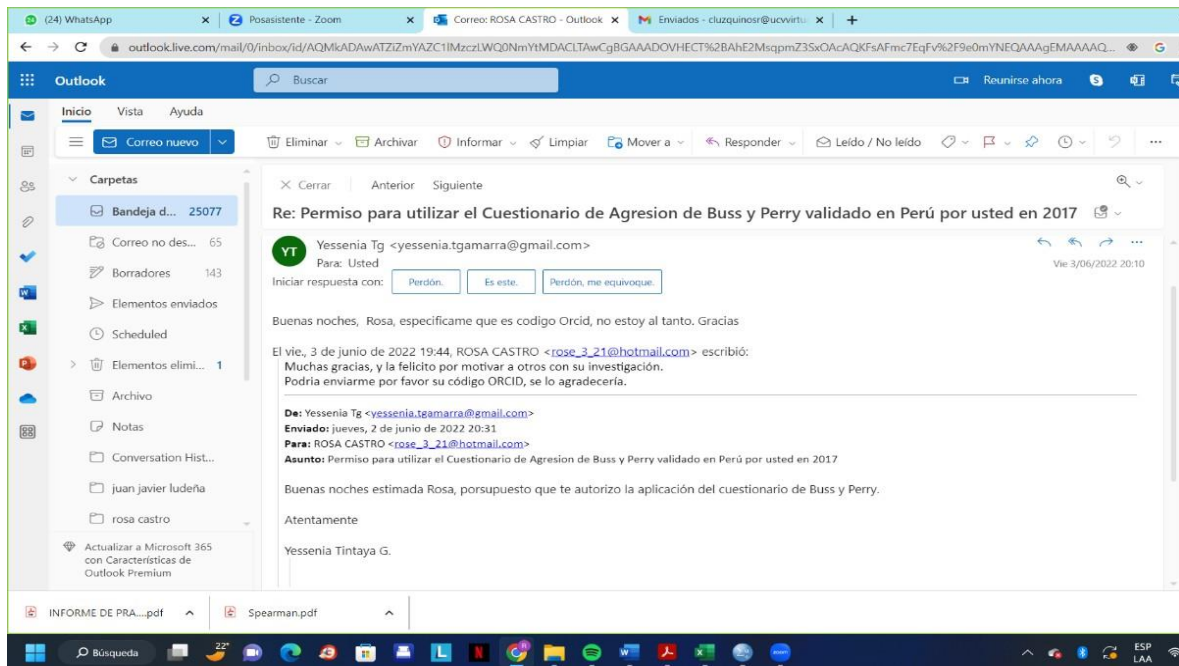 (24) WhatsApp
Posasistente - Zoom
Correo: ROSA CASTRO - Outlook
Enviados - cluzquinosr@ucvvirtu
outlook.live.com/mail/0/
Outlook
Buscar
Reunirse ahora
Inicio Vista Ayuda
Correo nuevo
Eliminar Archivar Informar Limpiar Mover a Responder Leído / No leído
Carpetas
Bandeja d... 25077
Correo no des... 65
Borradores 143
Elementos enviados
Scheduled
Elementos elimi... 1
Archivo
Notas
Conversation Hist...
juan javier ludeña
rosa castro
Actualizar a Microsoft 365
con Características de
Outlook Premium
Cerrar Anterior Siguiente
Re: Permiso para utilizar el Cuestionario de Agresion de Buss y Perry validado en Perú por usted en 2017
YT
Yessenia Tg <yessenia.tgamarra@gmail.com>
Para: Usted
Vie 3/06/2022 20:10
Iniciar respuesta con: Perdón. Es este. Perdón, me equivoque.
Buenas noches, Rosa, especificame que es codigo Orcid, no estoy al tanto. Gracias
El vie., 3 de junio de 2022 19:44, ROSA CASTRO <rose_3_21@hotmail.com> escribió:
Muchas gracias, y la felicito por motivar a otros con su investigación.
Podria enviarme por favor su código ORCID, se lo agradecería.
De: Yessenia Tg <yessenia.tgamarra@gmail.com>
Enviado: jueves, 2 de junio de 2022 20:31
Para: ROSA CASTRO <rose_3_21@hotmail.com>
Asunto: Permiso para utilizar el Cuestionario de Agresion de Buss y Perry validado en Perú por usted en 2017
Buenas noches estimada Rosa, porsupuesto que te autorizo la aplicación del cuestionario de Buss y Perry.
Atentamente
Yessenia Tintaya G.
INFORME DE PRA....pdf
Spearman.pdf
Búsqueda
22°
ESP
LAA